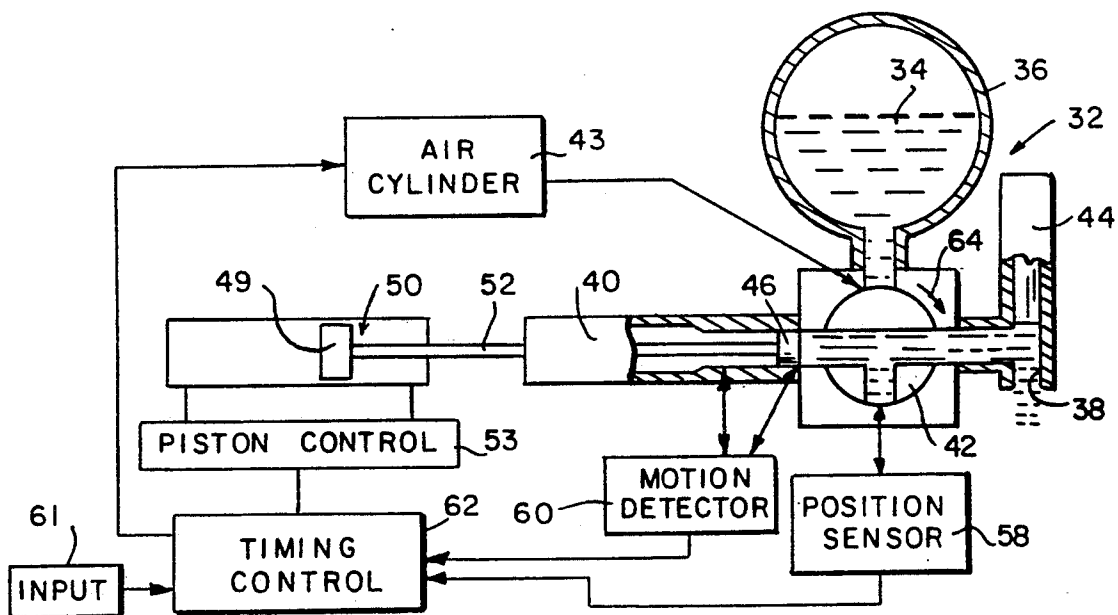 34
36
32
AIR
CYLINDER
43
44
64
49
50
52
40
46
38
PISTON CONTROL
53
42
61
62
60
MOTION
DETECTOR
POSITION
SENSOR
58
TIMING
CONTROL
INPUT